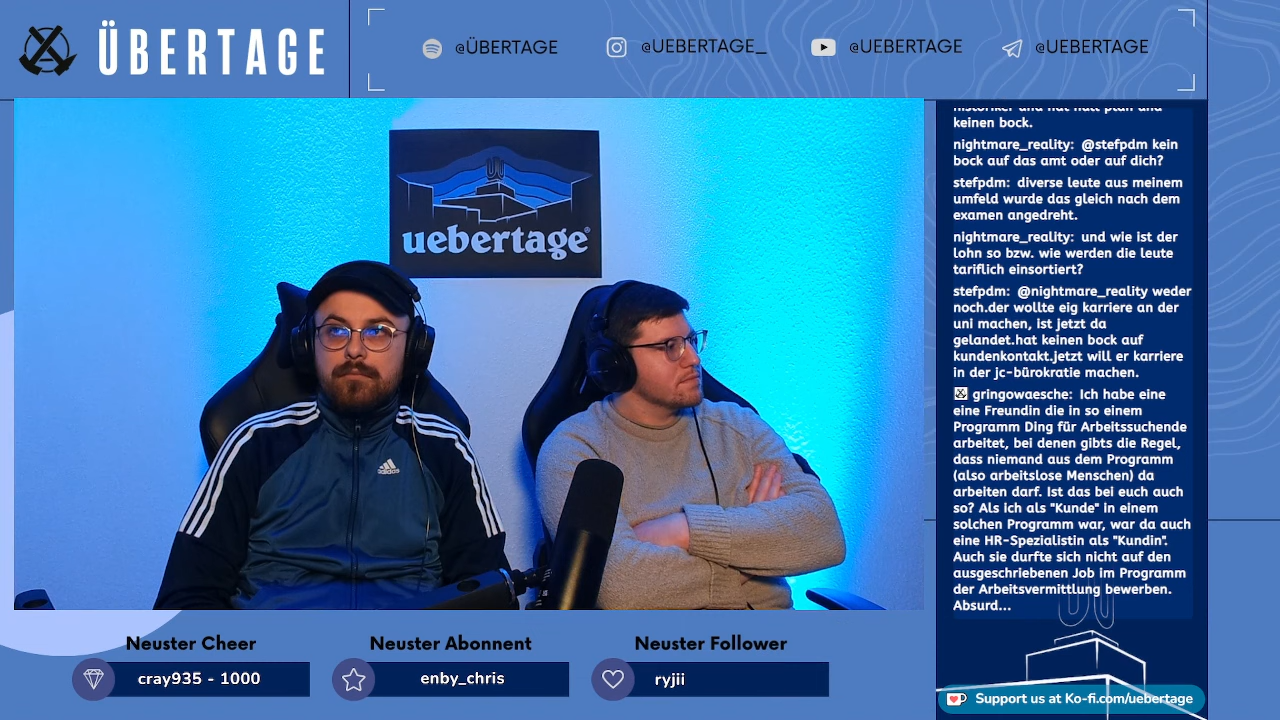 ÜBERTAGE
@ÜBERTAGE
@UEBERTAGE_
@UEBERTAGE
@UEBERTAGE
uebertage®
adidas
historiker und hat halt plan und
keinen bock.
nightmare_reality: @stefpdm kein
bock auf das amt oder auf dich?
stefpdm: diverse leute aus meinem
umfeld wurde das gleich nach dem
examen angedreht.
nightmare_reality: und wie ist der
lohn so bzw. wie werden die leute
tariflich einsortiert?
stefpdm: @nightmare_reality weder
noch.der wollte eig karriere an der
uni machen, ist jetzt da
gelandet.hat keinen bock auf
kundenkontakt.jetzt will er karriere
in der jc-bürokratie machen.
gringowaesche: Ich habe eine
eine Freundin die in so einem
Programm Ding für Arbeitssuchende
arbeitet, bei denen gibts die Regel,
dass niemand aus dem Programm
(also arbeitslose Menschen) da
arbeiten darf. Ist das bei euch auch
so? Als ich als "Kunde" in einem
solchen Programm war, war da auch
eine HR-Spezialistin als "Kundin".
Auch sie durfte sich nicht auf den
ausgeschriebenen Job im Programm
der Arbeitsvermittlung bewerben.
Absurd...
Neuster Cheer
cray935 - 1000
Neuster Abonnent
enby_chris
Neuster Follower
ryjii
Support us at Ko-fi.com/uebertage